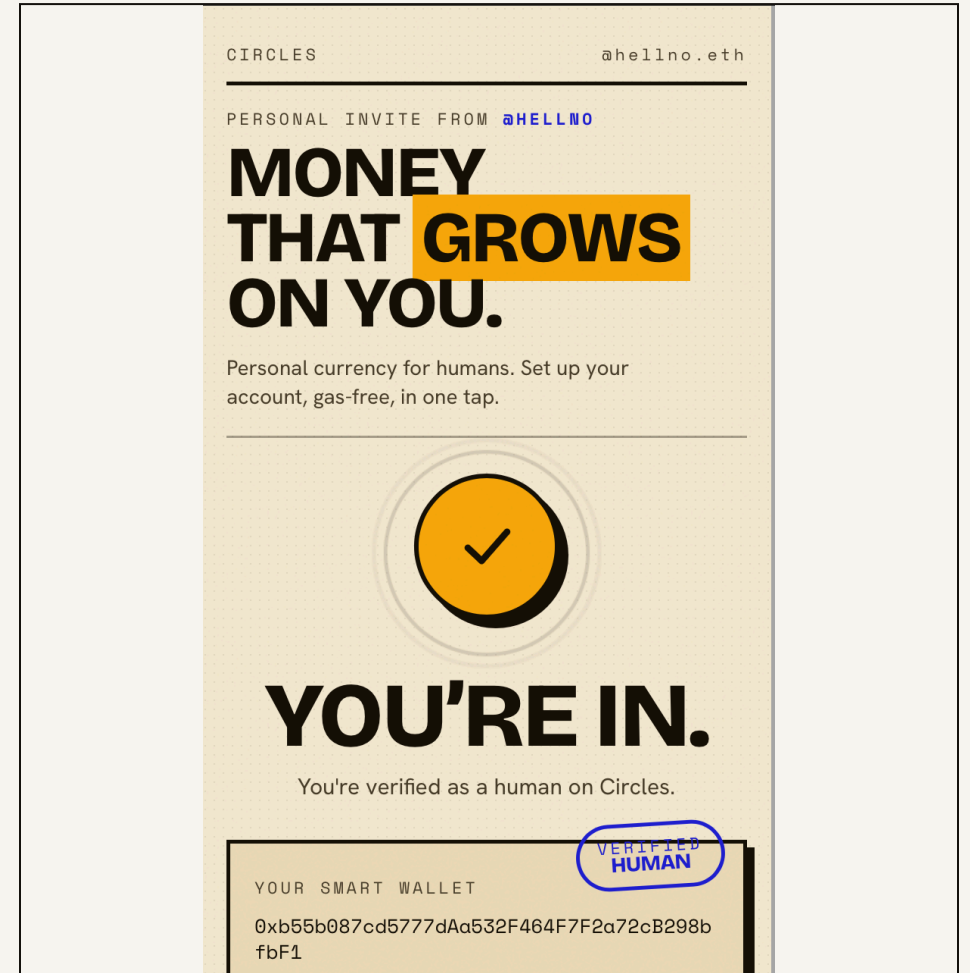 CIRCLES
@hellno.eth
PERSONAL INVITE FROM @HELLNO
MONEY
THAT GROWS
ON YOU.
Personal currency for humans. Set up your
account, gas-free, in one tap.
YOU'RE IN.
You're verified as a human on Circles.
VERIFIED
HUMAN
YOUR SMART WALLET
0xb55b087cd5777dAa532F464F7F2a72cB298b
fbF1